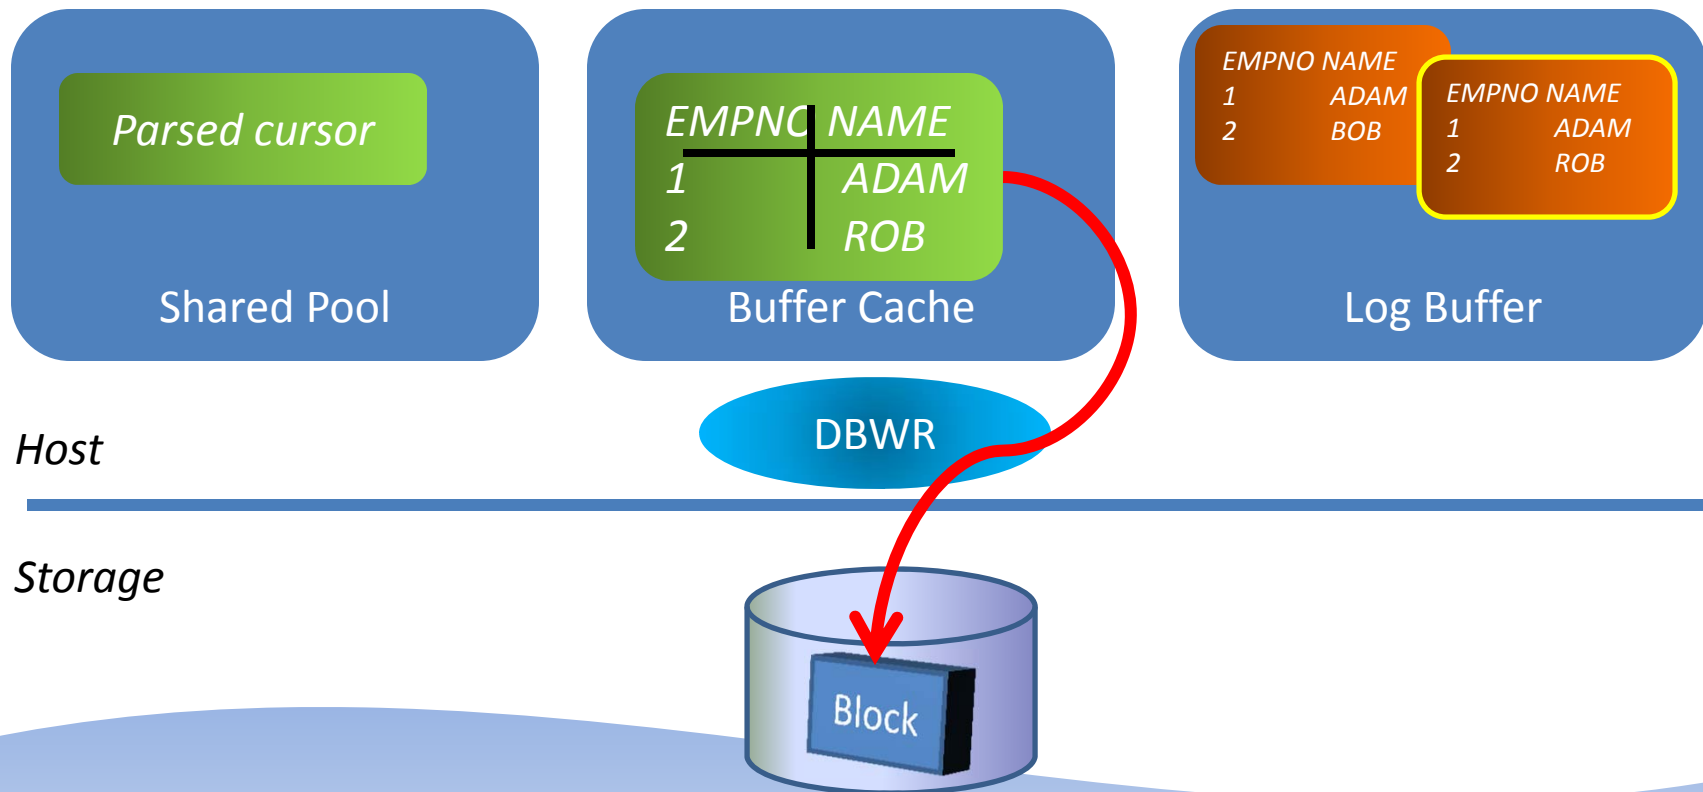 Parsed cursor
Shared Pool
EMPNO NAME
1 ADAM
2 ROB
Buffer Cache
EMPNO NAME
1 ADAM
2 BOB
EMPNO NAME
1 ADAM
2 ROB
Log Buffer
DBWR
Host
Storage
Block